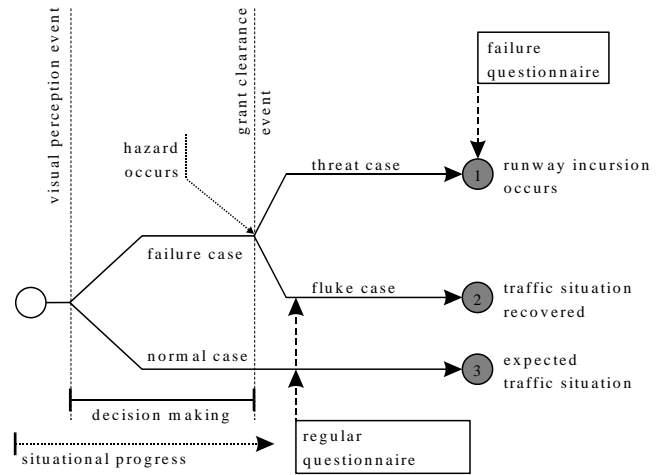 visual perception event
grant clearance
event
failure
questionnaire
hazard
occurs
threat case
1
runway incursion
occurs
failure case
fluke case
2
traffic situation
recovered
normal case
3
expected
traffic situation
decision making
situational progress
regular
questionnaire